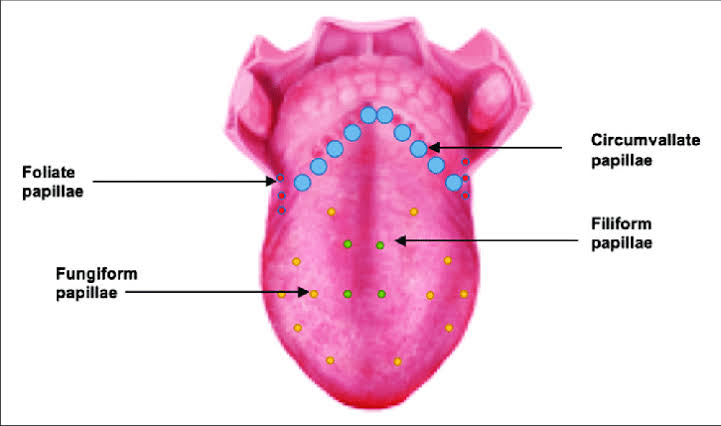 Circumvallate
papillae
Foliate
papillae
Filiform
papillae
Fungiform
papillae